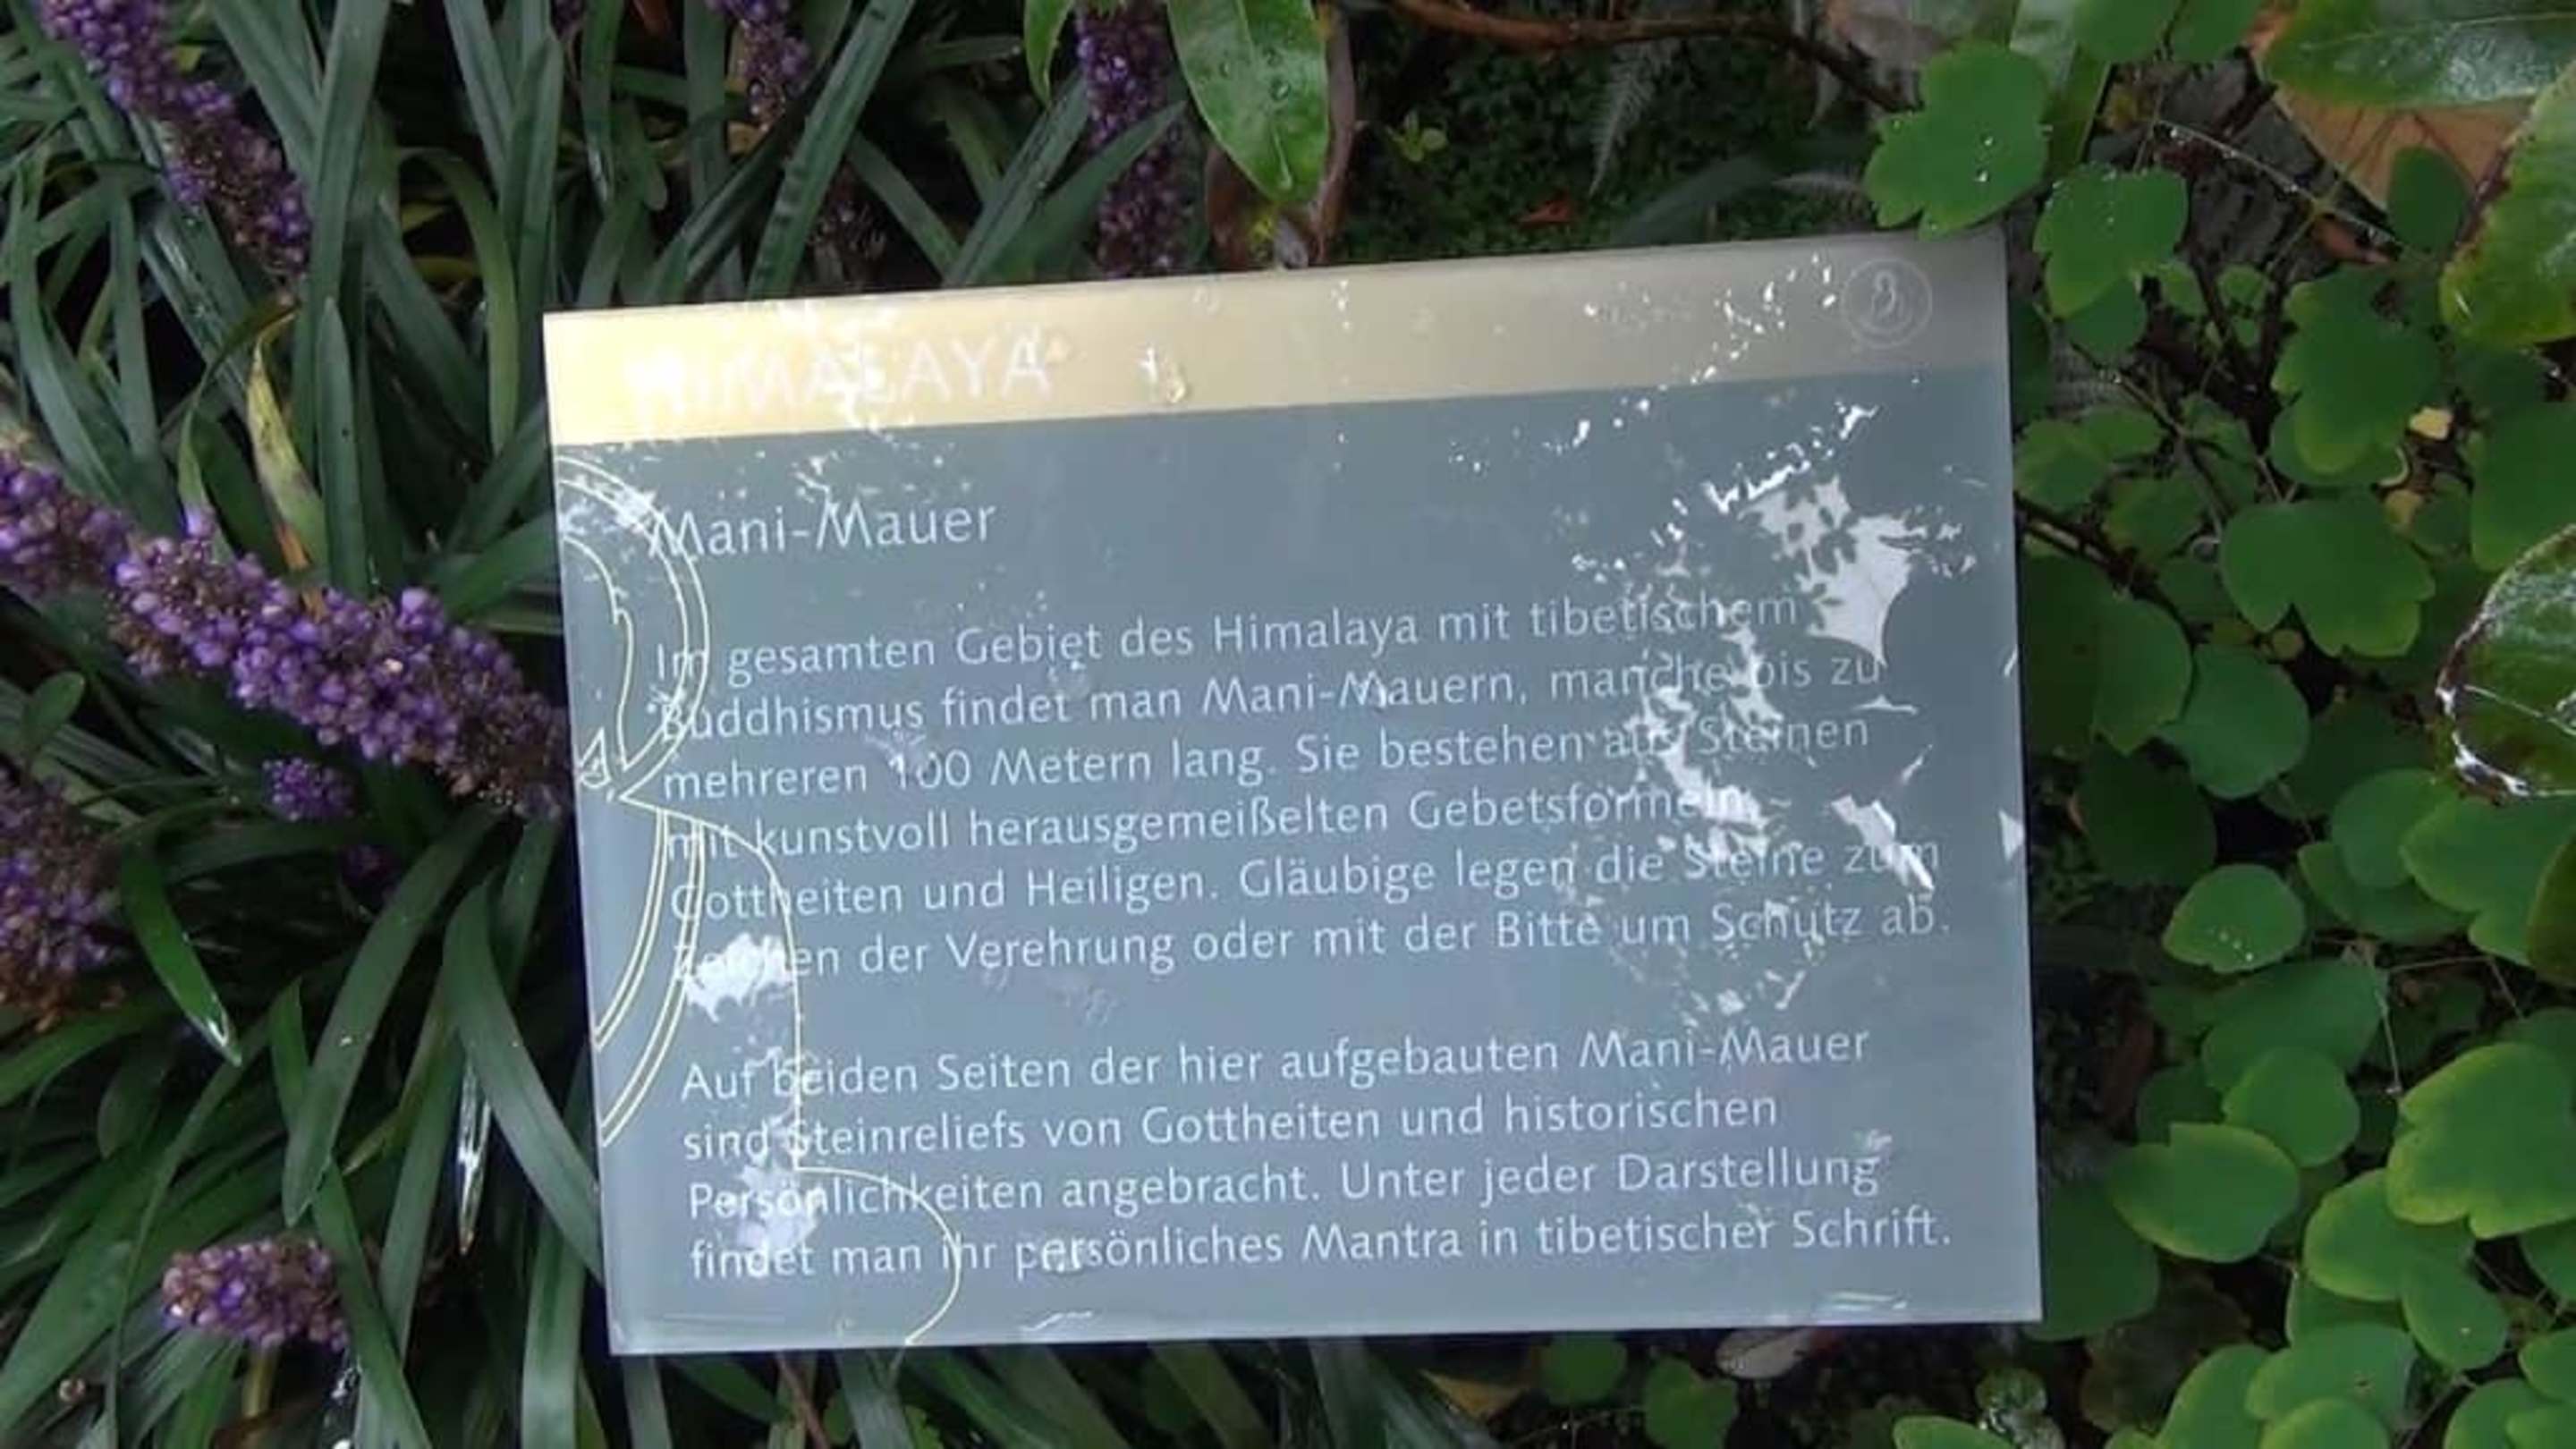 HIMALAYA
Mani-Mauer
Im gesamten Gebiet des Himalaya mit tibetischem
Buddhismus findet man Mani-Mauern, manche bis zu
mehreren 100 Metern lang. Sie bestehen aus Steinen
mit kunstvoll herausgemeißelten Gebetsformeln,
Gottheiten und Heiligen. Gläubige legen die Steine zum
Zeichen der Verehrung oder mit der Bitte um Schutz ab.
Auf beiden Seiten der hier aufgebauten Mani-Mauer
sind Steinreliefs von Gottheiten und historischen
Persönlichkeiten angebracht. Unter jeder Darstellung
findet man ihr persönliches Mantra in tibetischer Schrift.